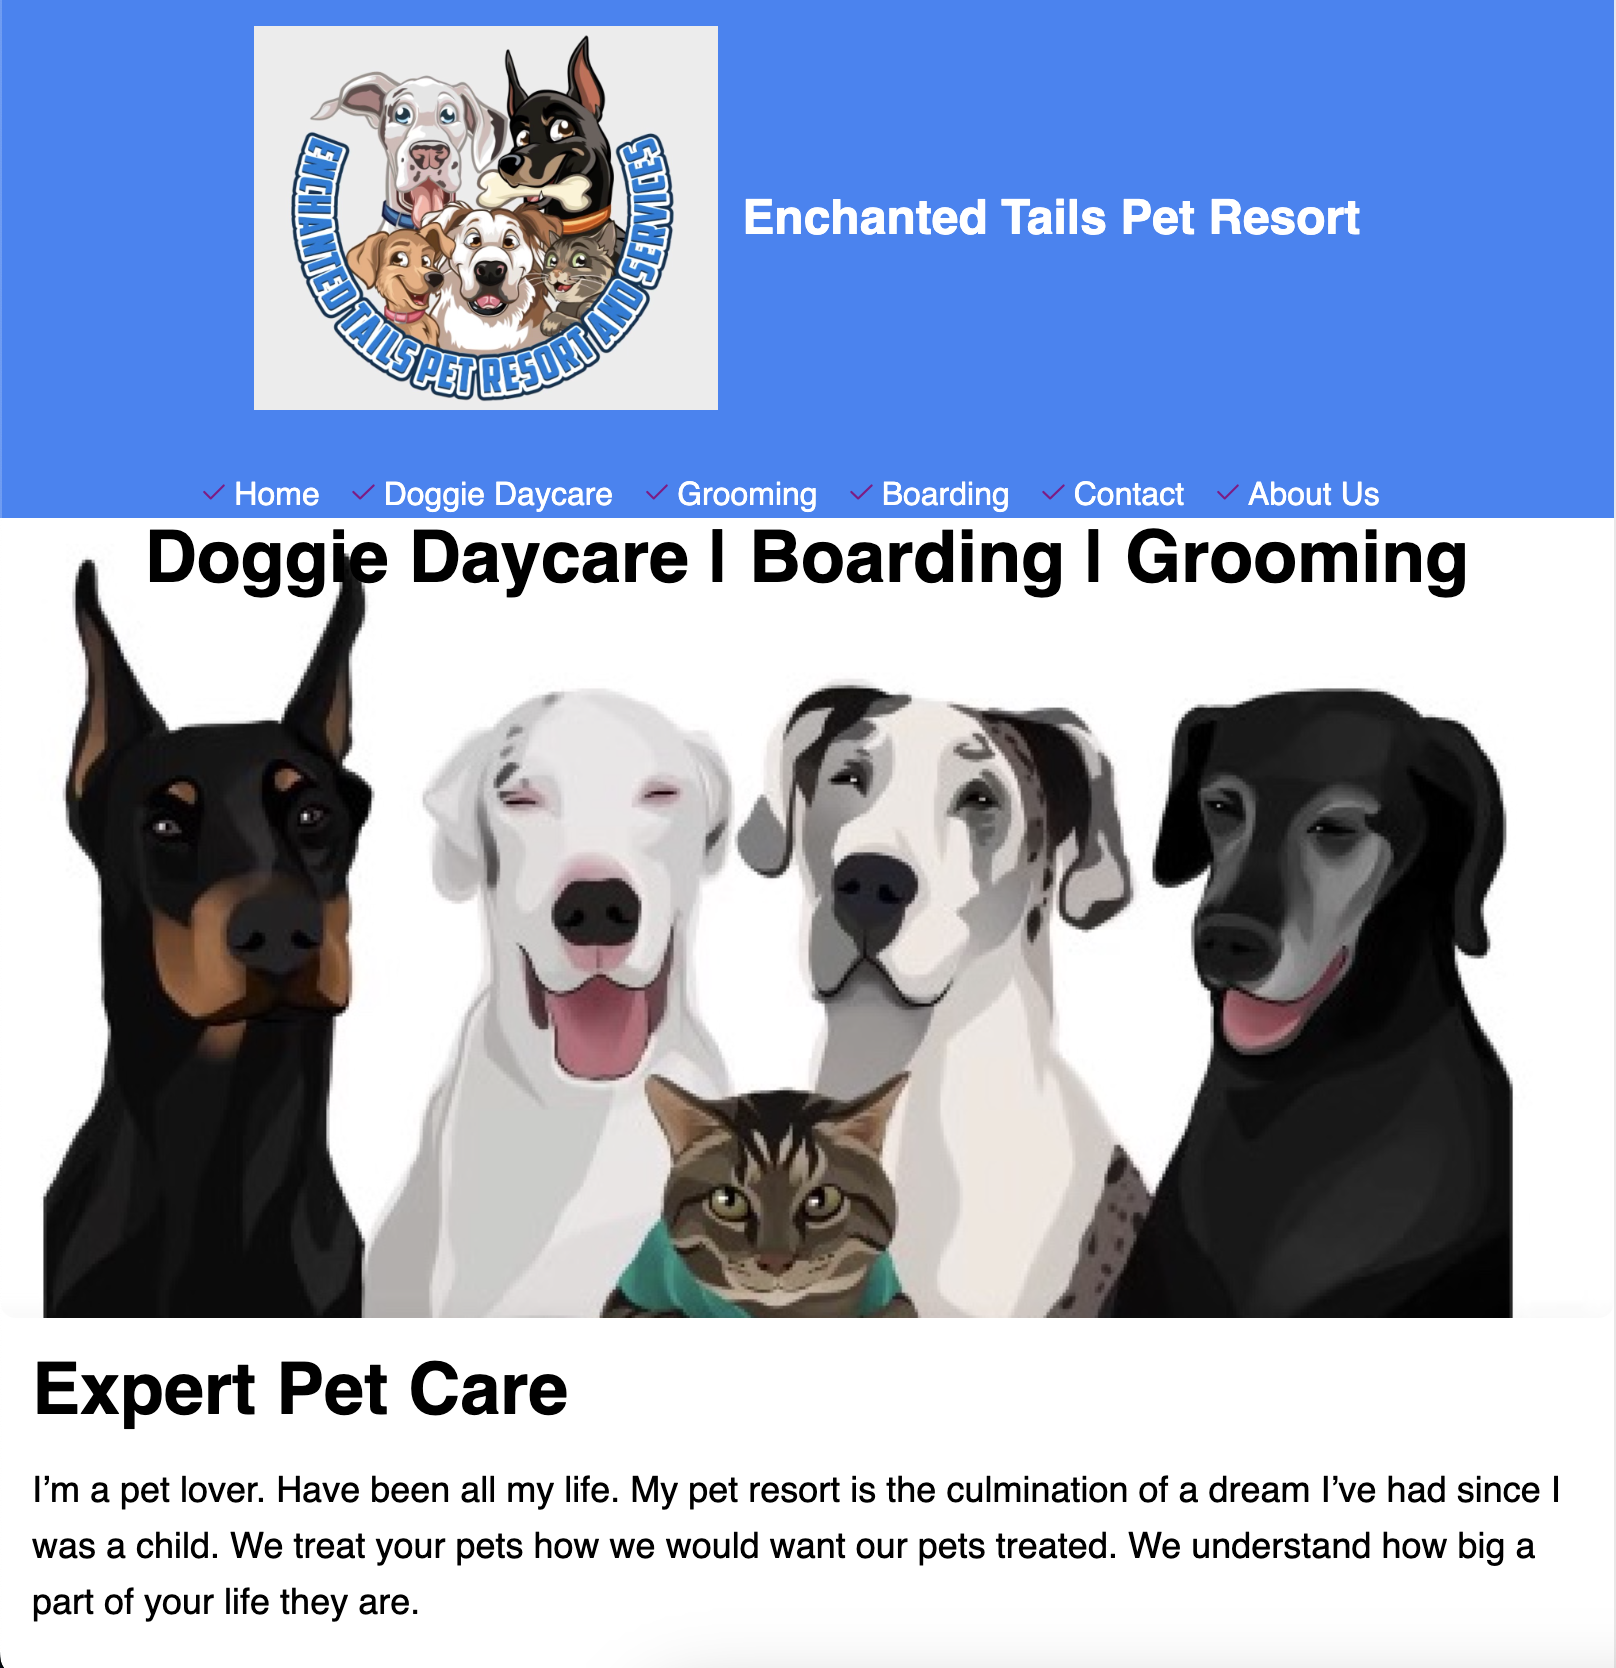 ENCHANTED TAILS PET RESORT AND SERVICES
Enchanted Tails Pet Resort
Home Doggie Daycare Grooming Boarding Contact About Us
Doggie Daycare | Boarding | Grooming
Expert Pet Care
I’m a pet lover. Have been all my life. My pet resort is the culmination of a dream I’ve had since I
was a child. We treat your pets how we would want our pets treated. We understand how big a
part of your life they are.